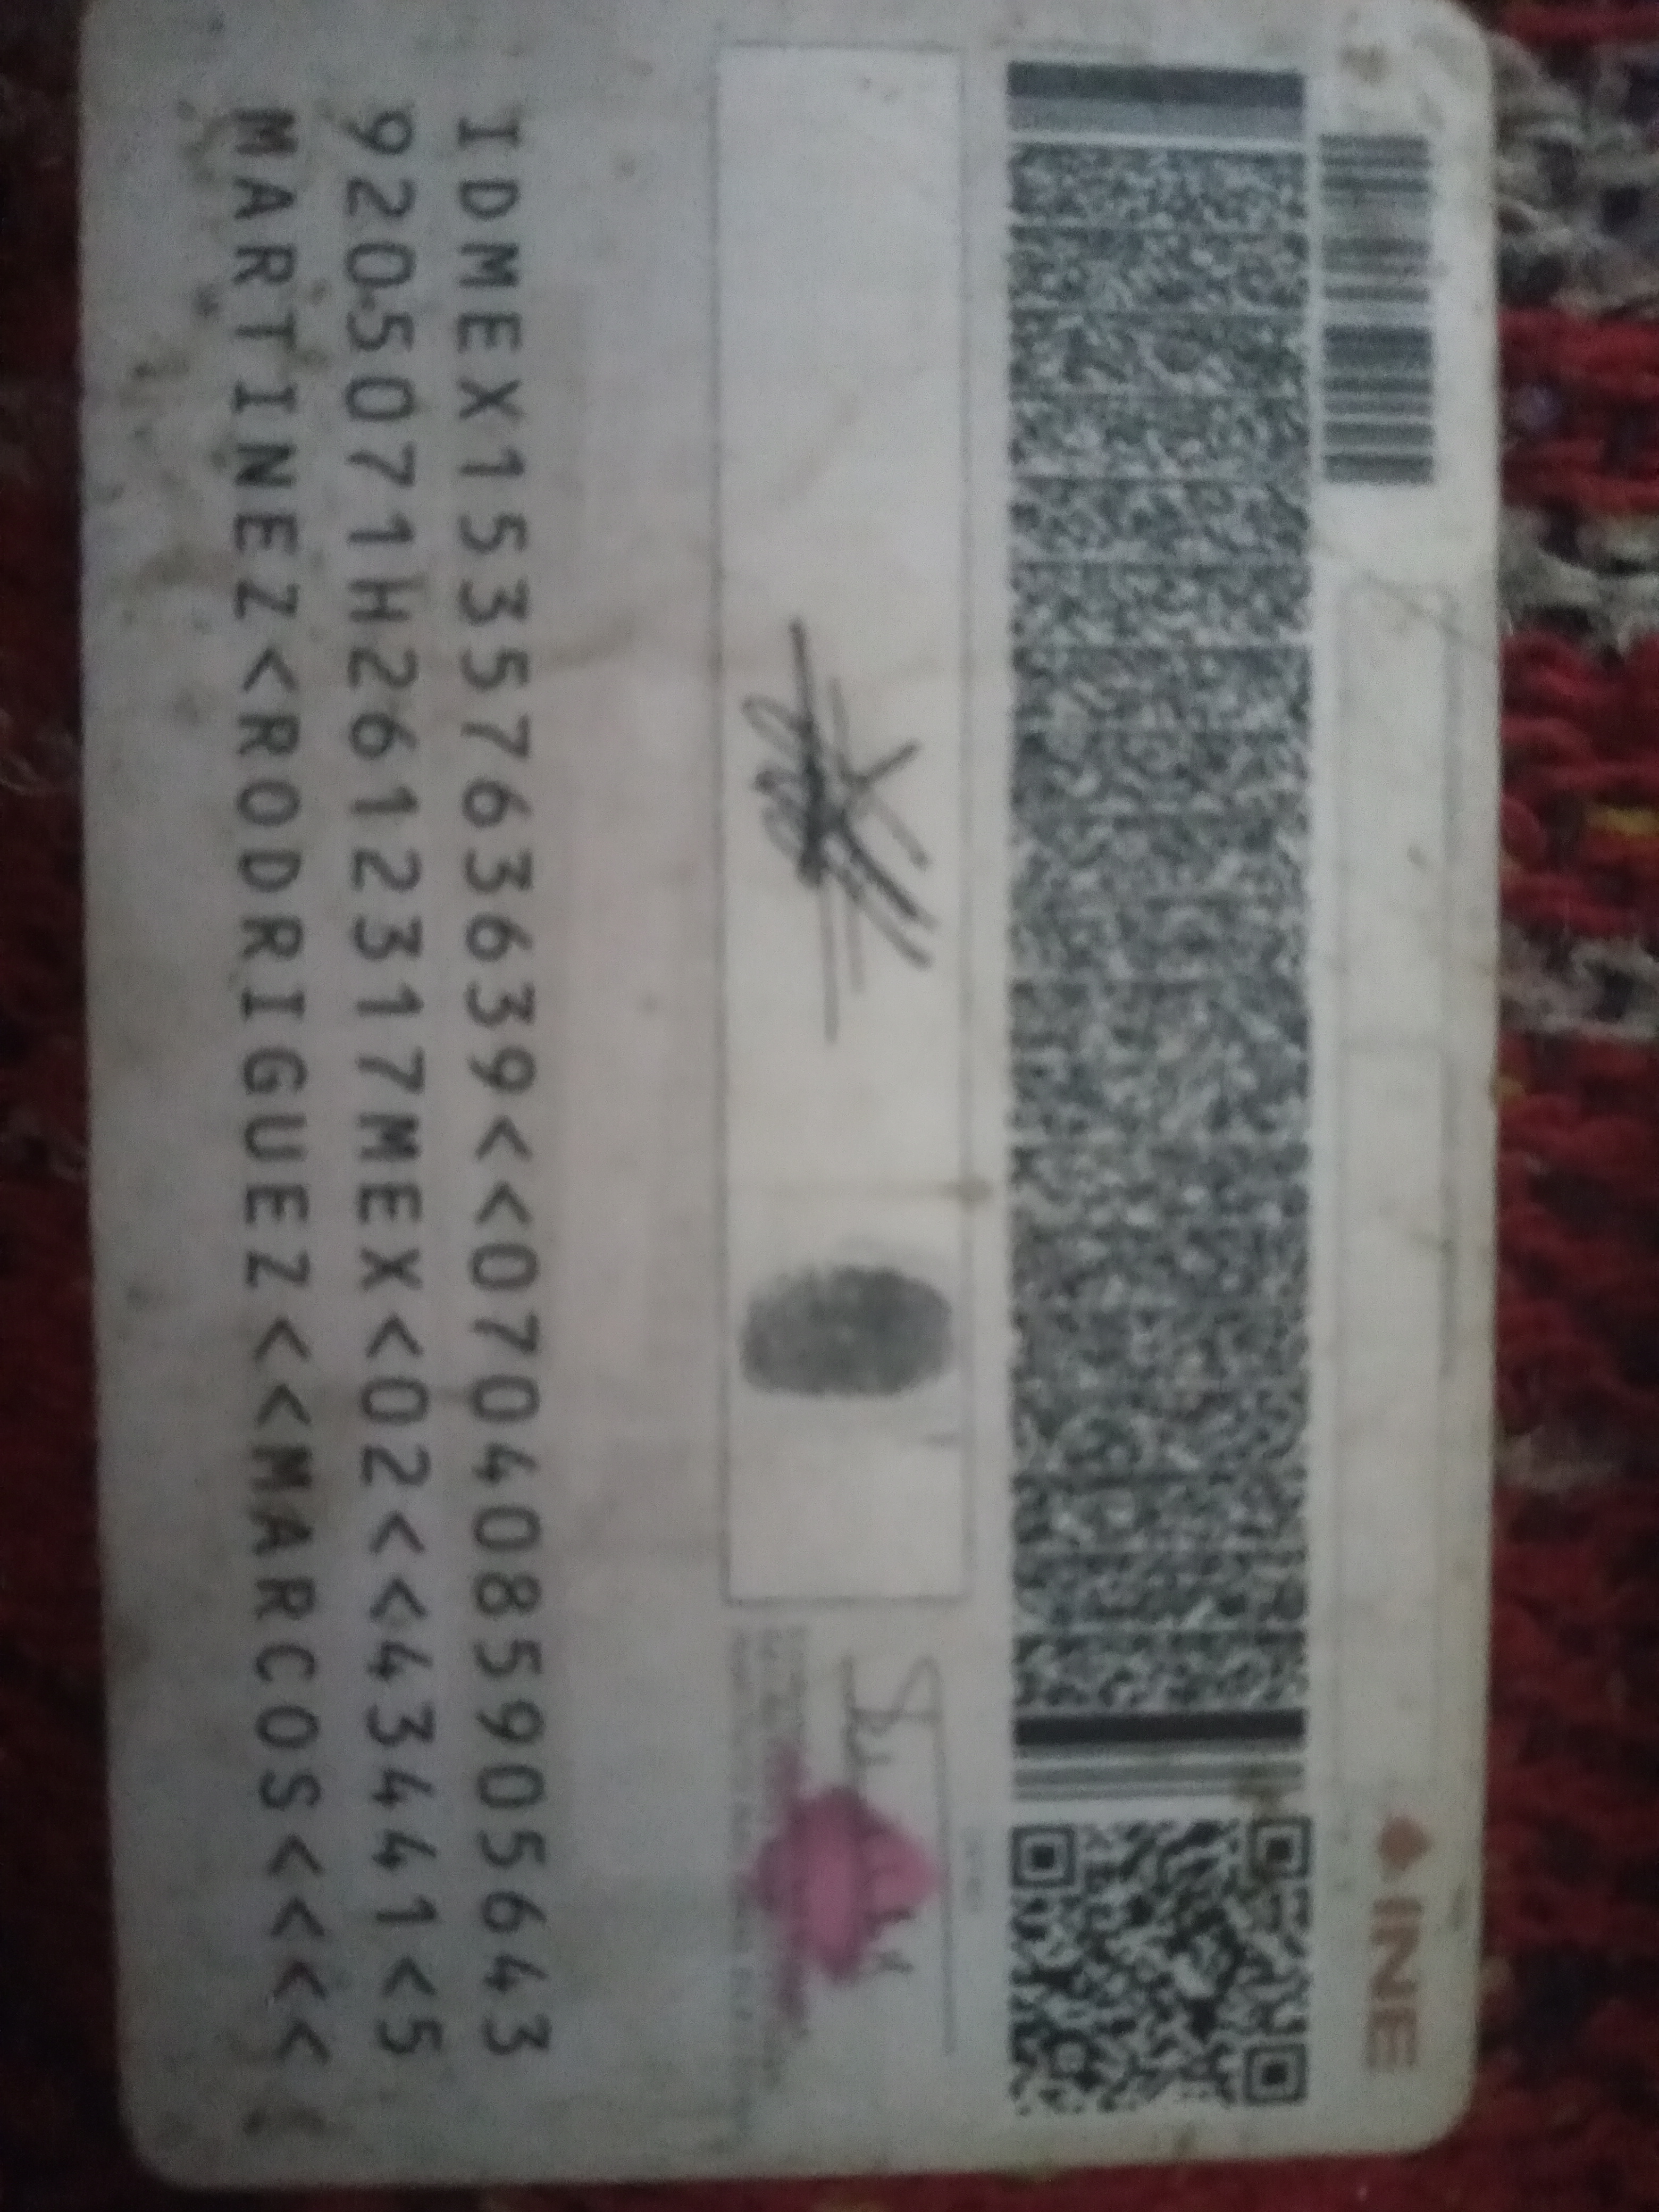 INE
IDMEX1535763639<<0704085905643
9205071H2612317MEX<02<<43441<5
MARTINEZ<RODRIGUEZ<<MARCOS<<<<